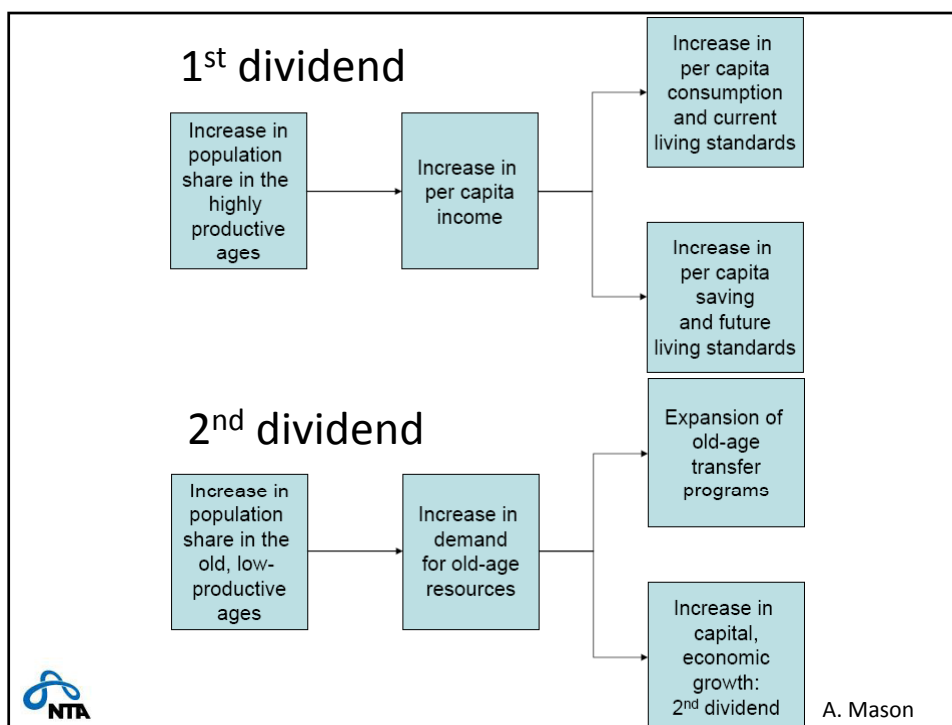 1st dividend
Increase in
population
share in the
highly
productive
ages
Increase in
per capita
income
Increase in
per capita
consumption
and current
living standards
Increase in
per capita
saving
and future
living standards
2nd dividend
Increase in
population
share in the
old, low-
productive
ages
Increase in
demand
for old-age
resources
Expansion of
old-age
transfer
programs
Increase in
capital,
economic
growth:
2nd dividend
NTA
A. Mason